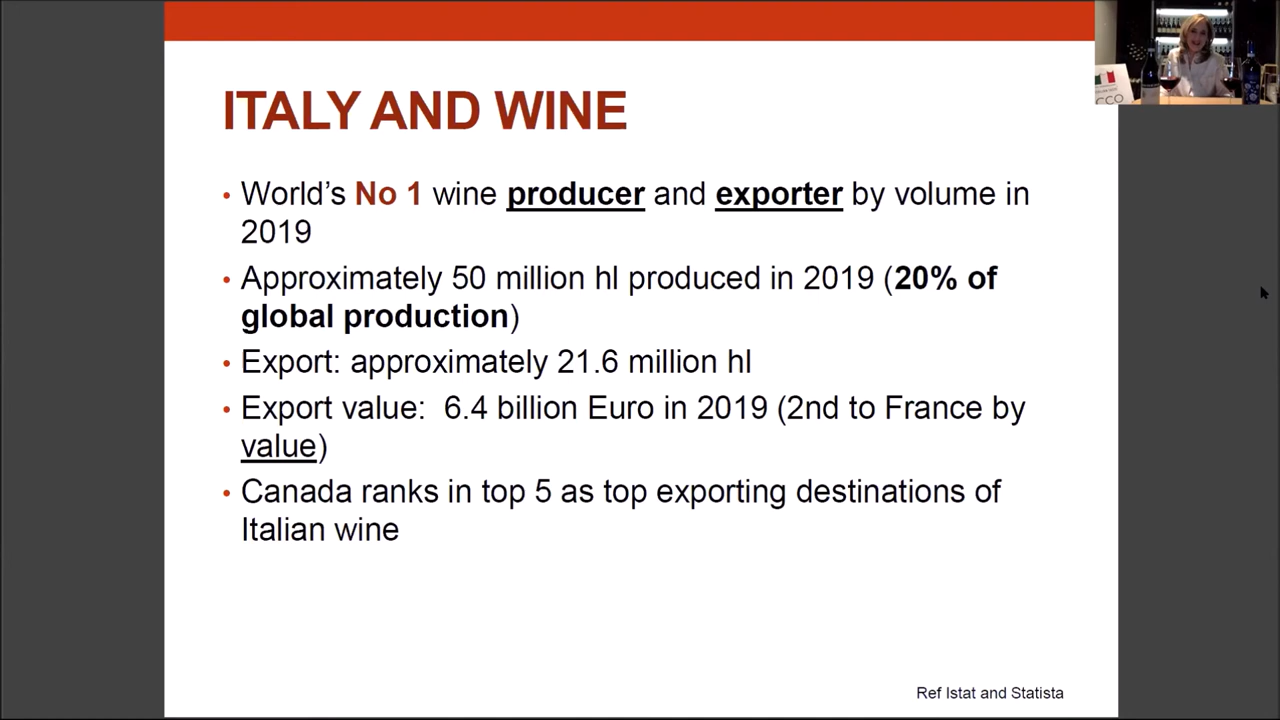 ITALY AND WINE
• World's No 1 wine producer and exporter by volume in
2019
• Approximately 50 million hl produced in 2019 (20% of
global production)
• Export: approximately 21.6 million hl
• Export value:  6.4 billion Euro in 2019 (2nd to France by
value)
• Canada ranks in top 5 as top exporting destinations of
Italian wine
Ref Istat and Statista